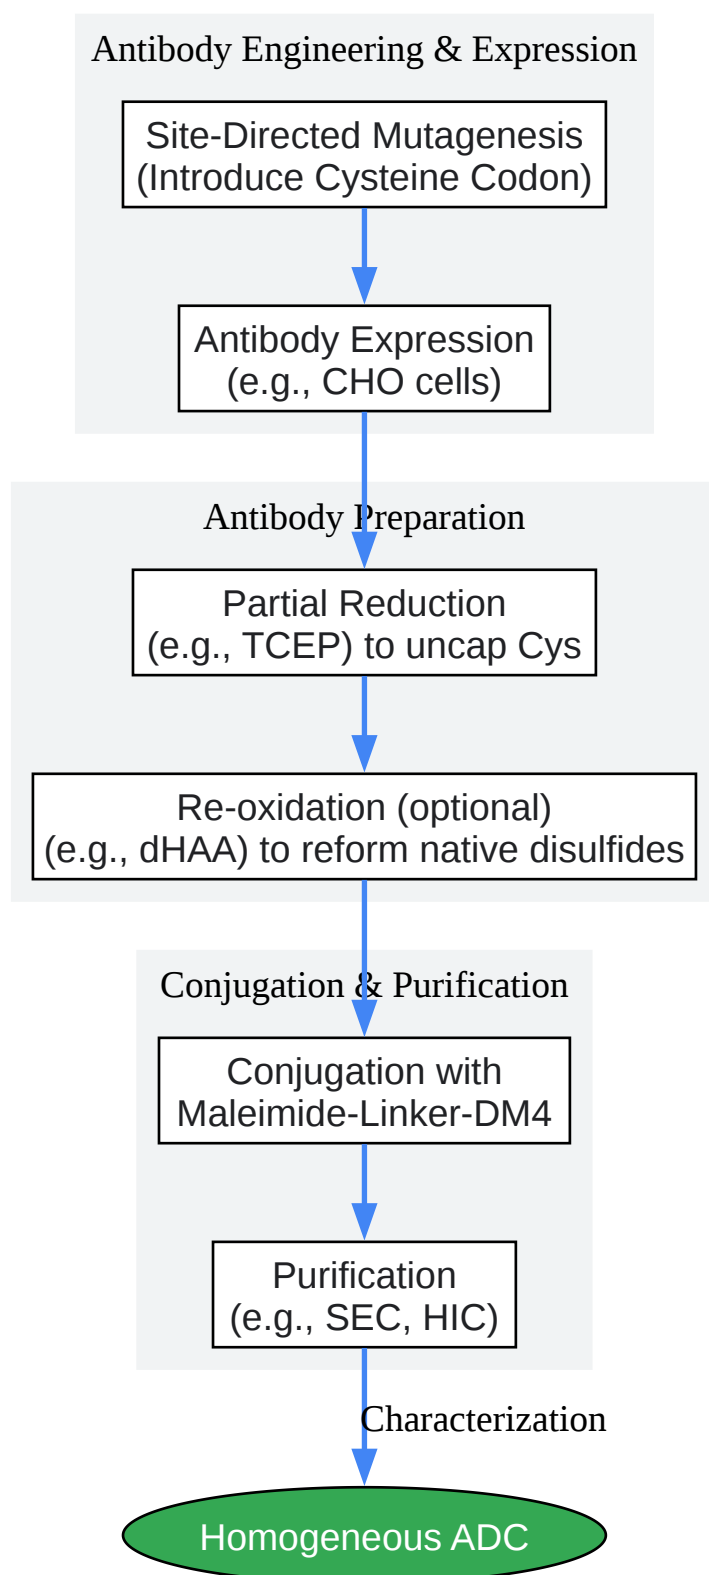 Antibody Engineering & Expression
Site-Directed Mutagenesis
(Introduce Cysteine Codon)
Antibody Expression
(e.g., CHO cells)
Antibody Preparation
Partial Reduction
(e.g., TCEP) to uncap Cys
Re-oxidation (optional)
(e.g., dHAA) to reform native disulfides
Conjugation & Purification
Conjugation with
Maleimide-Linker-DM4
Purification
(e.g., SEC, HIC)
Characterization
Homogeneous ADC